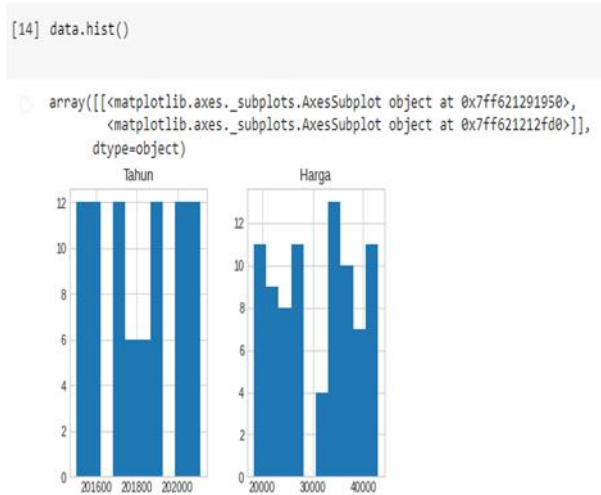 [14] data.hist()
array([[<matplotlib.axes._subplots.AxesSubplot object at 0x7ff621291950>,
<matplotlib.axes._subplots.AxesSubplot object at 0x7ff621212fd0>]],
dtype=object)
Tahun
12
10
8
6
4
2
0
201600 201800 202000
Harga
12
10
8
6
4
2
0
20000 30000 40000